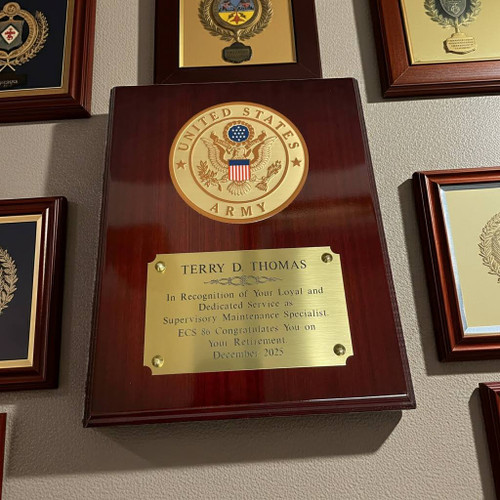 UNITED STATES
ARMY
TERRY D. THOMAS
In Recognition of Your Loyal and
Dedicated Service as
Supervisory Maintenance Specialist.
ECS 86 Congratulates You on
Your Retirement
December 2025